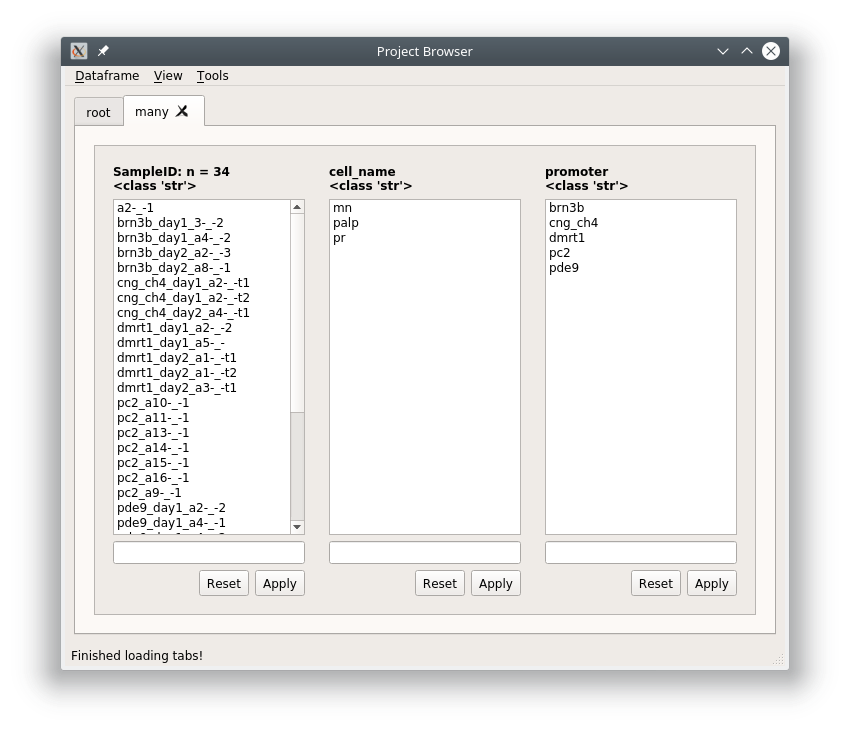 Project Browser
Dataframe View Tools
root many
SampleID: n = 34
<class 'str'>
a2-_-1
brn3b_day1_3-_-2
brn3b_day1_a4-_-2
brn3b_day2_a2-_-3
brn3b_day2_a8-_-1
cng_ch4_day1_a2-_-t1
cng_ch4_day1_a2-_-t2
cng_ch4_day2_a4-_-t1
dmrt1_day1_a2-_-2
dmrt1_day1_a5-_-
dmrt1_day2_a1-_-t1
dmrt1_day2_a1-_-t2
dmrt1_day2_a3-_-t1
pc2_a10-_-1
pc2_a11-_-1
pc2_a13-_-1
pc2_a14-_-1
pc2_a15-_-1
pc2_a16-_-1
pc2_a9-_-1
pde9_day1_a2-_-2
pde9_day1_a4-_-1
Reset Apply
cell_name
<class 'str'>
mn
palp
pr
Reset Apply
promoter
<class 'str'>
brn3b
cng_ch4
dmrt1
pc2
pde9
Reset Apply
Finished loading tabs!